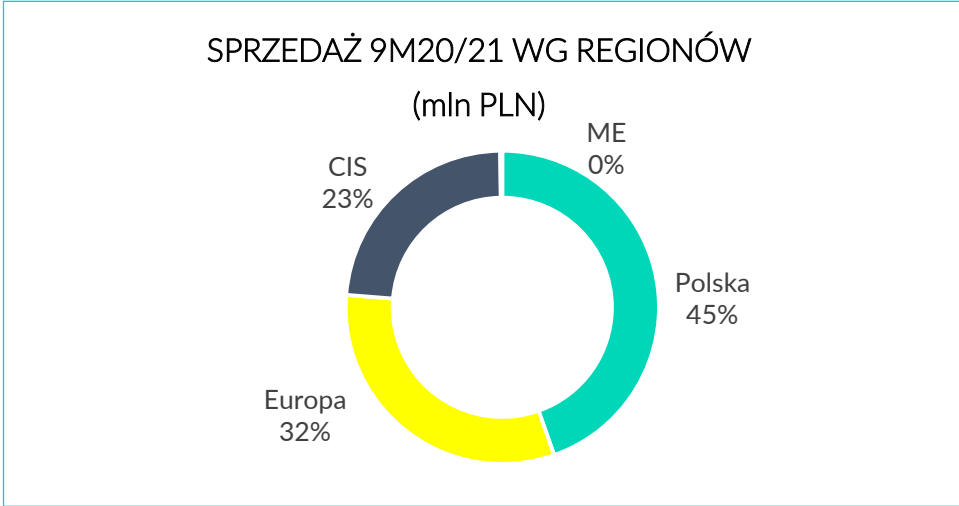 SPRZEDAŻ 9M20/21 WG REGIONÓW
(mln PLN)
ME
0%
CIS
23%
Polska
45%
Europa
32%